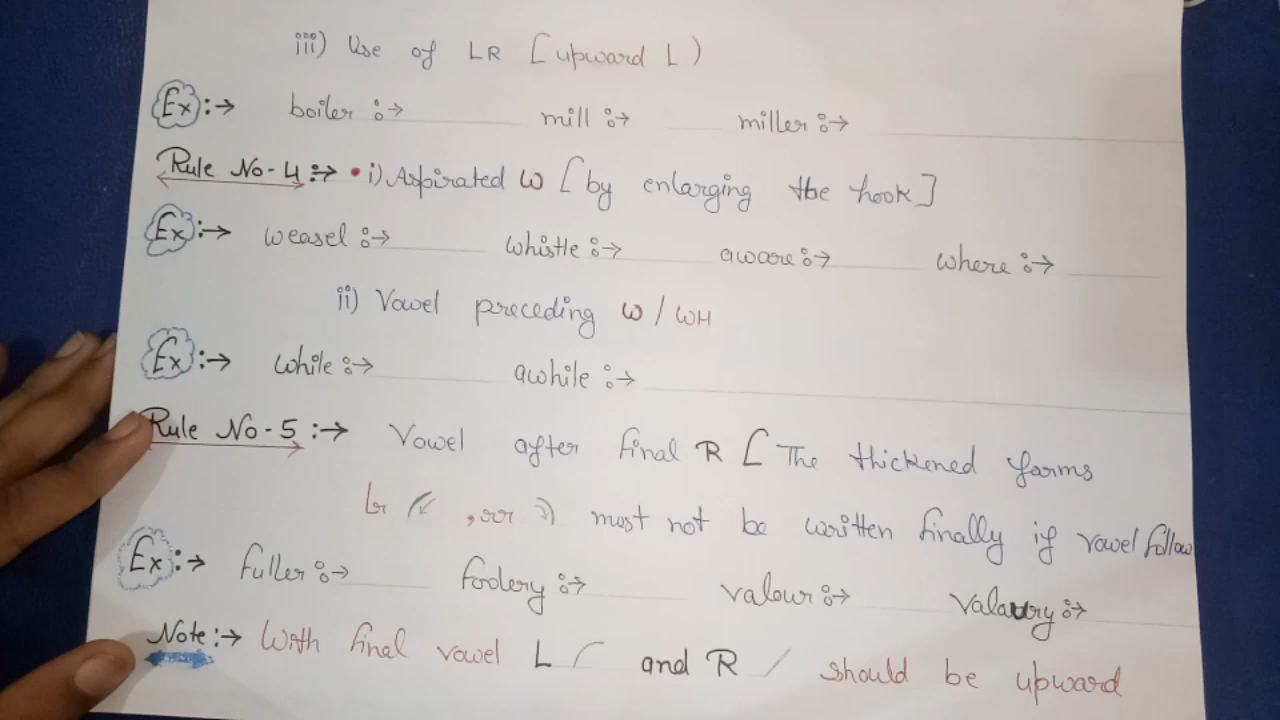 iii) Use of LR [upward L)
Ex:→ boiler:→ mill:→ miller:→
Rule No-4:→ • i) Aspirated W [by enlarging the hook]
Ex:→ weasel:→ whistle:→ aware:→ where:→
ii) Vowel preceding W/WH
Ex:→ while:→ awhile:→
Rule No-5:→ Vowel after final R [The thickened forms
lr , rr must not be written finally if vowel follow
Ex:→ fuller:→ foolery:→ valour:→ Valaury:→
Note:→ With final vowel L and R should be upward